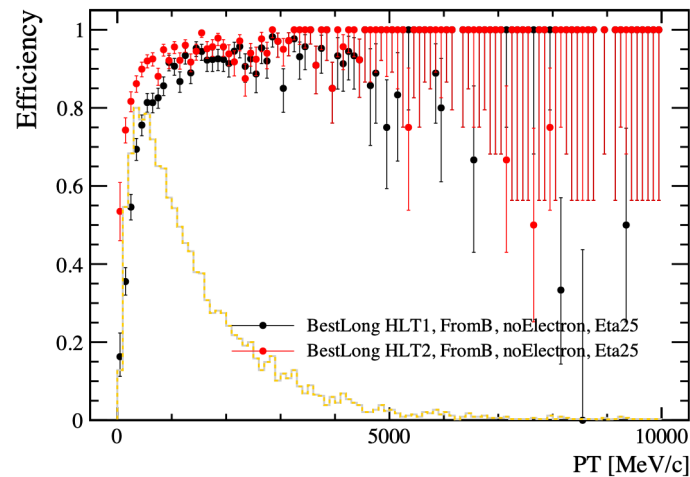 Efficiency
1
0.8
0.6
0.4
0.2
0
BestLong HLT1, FromB, noElectron, Eta25
BestLong HLT2, FromB, noElectron, Eta25
0
5000
10000
PT [MeV/c]